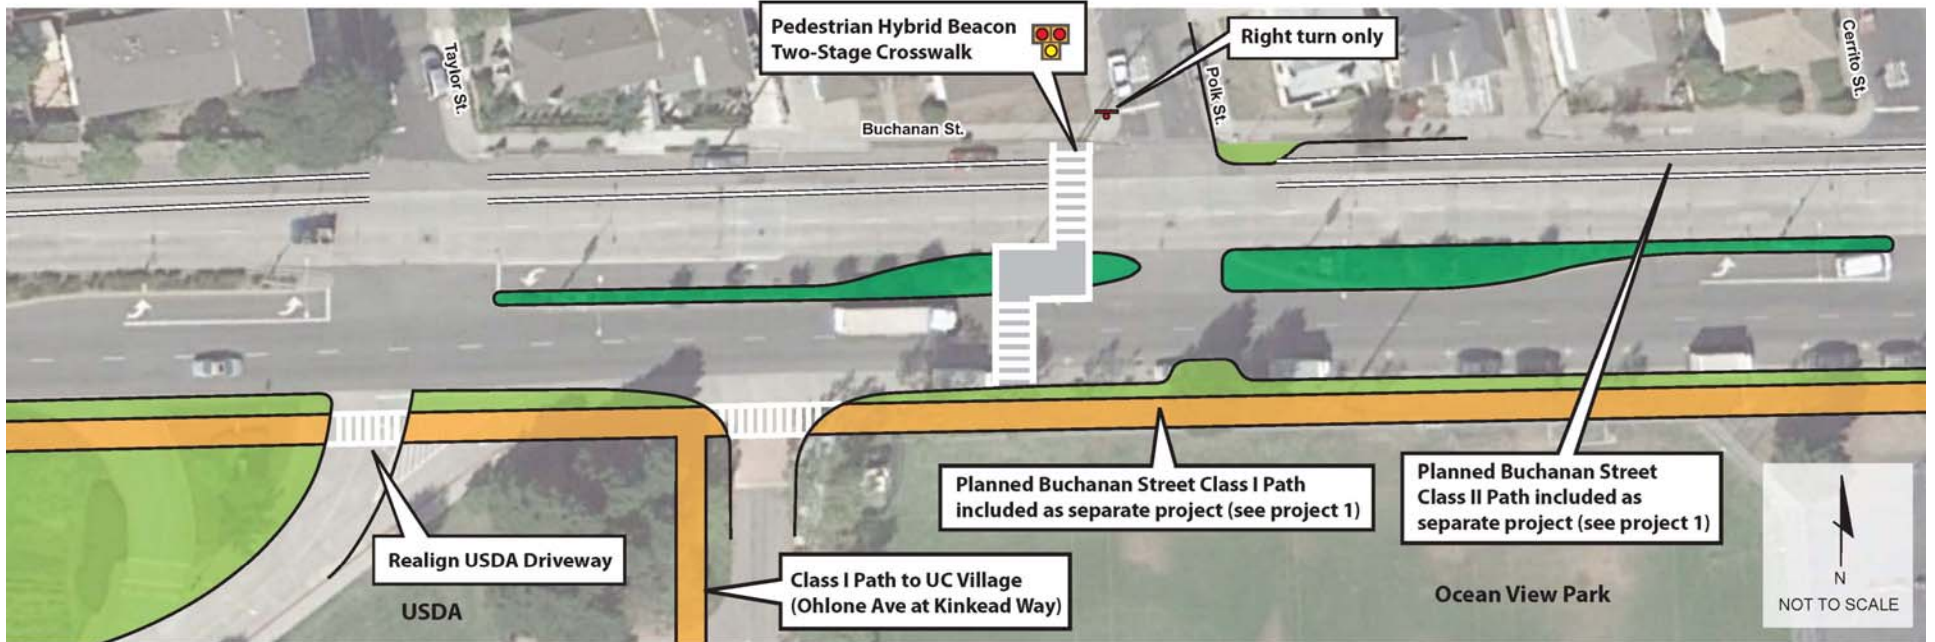 Pedestrian Hybrid Beacon
Two-Stage Crosswalk
Right turn only
Taylor St.
Buchanan St.
Polk St.
Cerrito St.
Planned Buchanan Street Class I Path
included as separate project (see project 1)
Planned Buchanan Street
Class II Path included as
separate project (see project 1)
Realign USDA Driveway
Class I Path to UC Village
(Ohlone Ave at Kinkead Way)
USDA
Ocean View Park
N
NOT TO SCALE